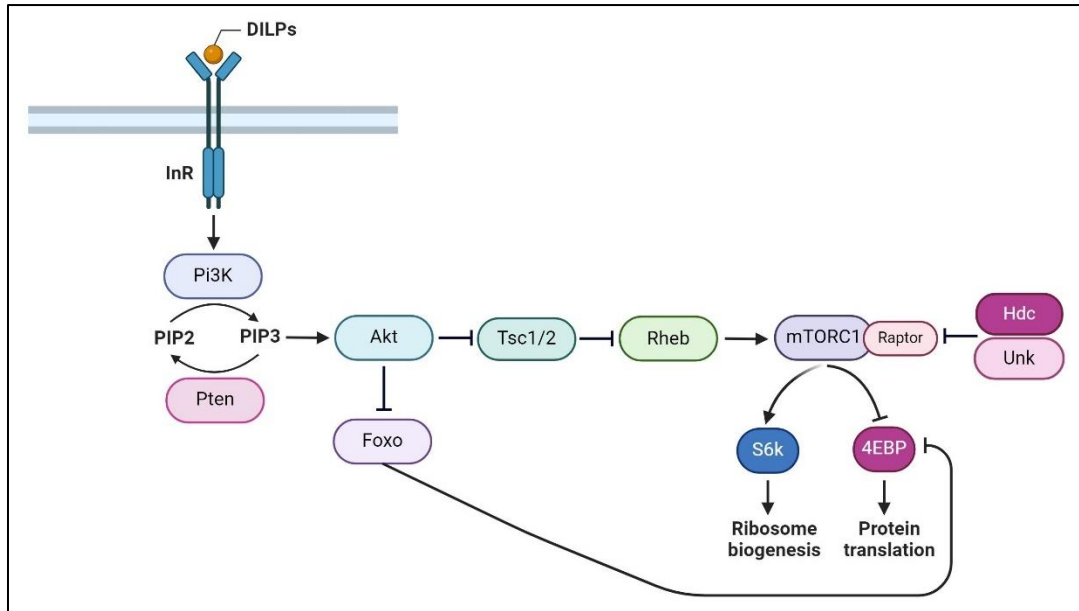 DILPs
InR
Pi3K
PIP2
PIP3
Pten
Akt
Tsc1/2
Rheb
mTORC1
Raptor
Hdc
Unk
Foxo
S6k
4EBP
Ribosome
biogenesis
Protein
translation